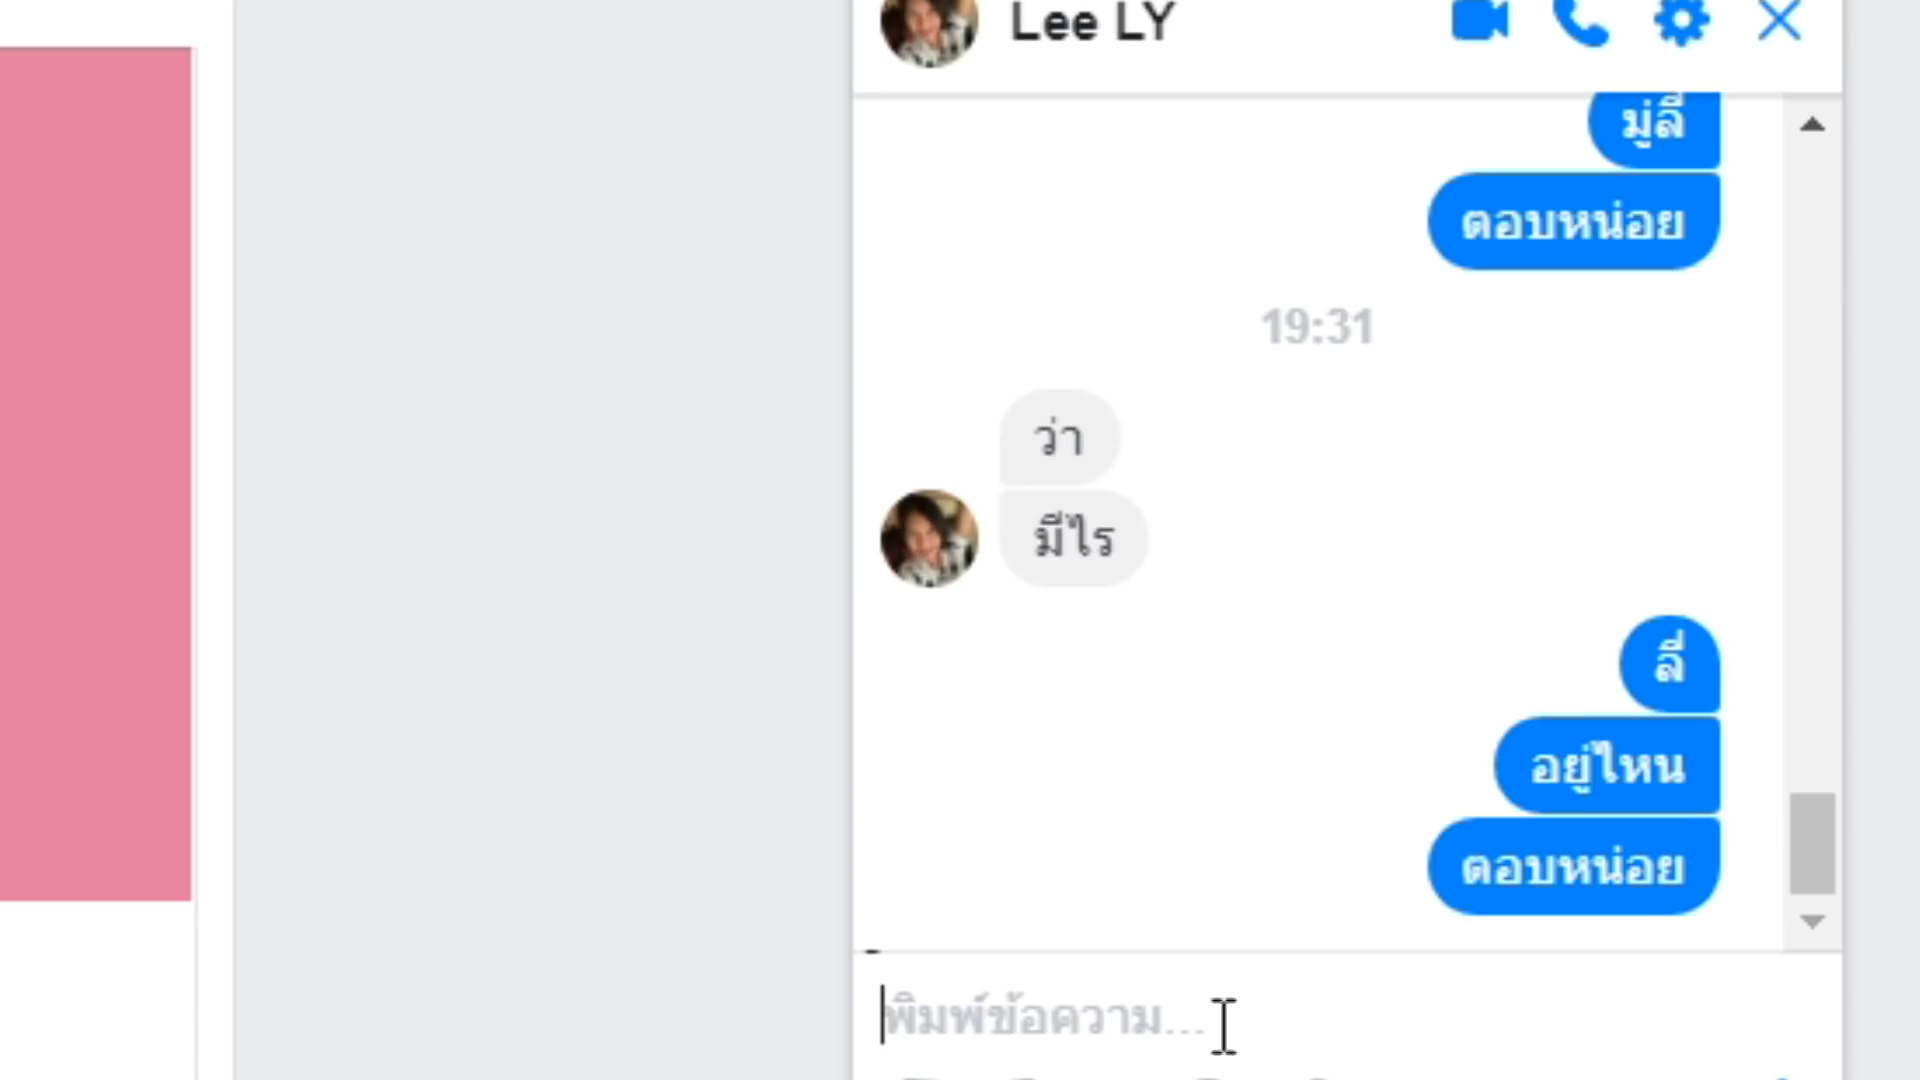 Lee LY
มู่ลี่
ตอบหน่อย
19:31
ว่า
มีไร
ลี่
อยู่ไหน
ตอบหน่อย
พิมพ์ข้อความ...